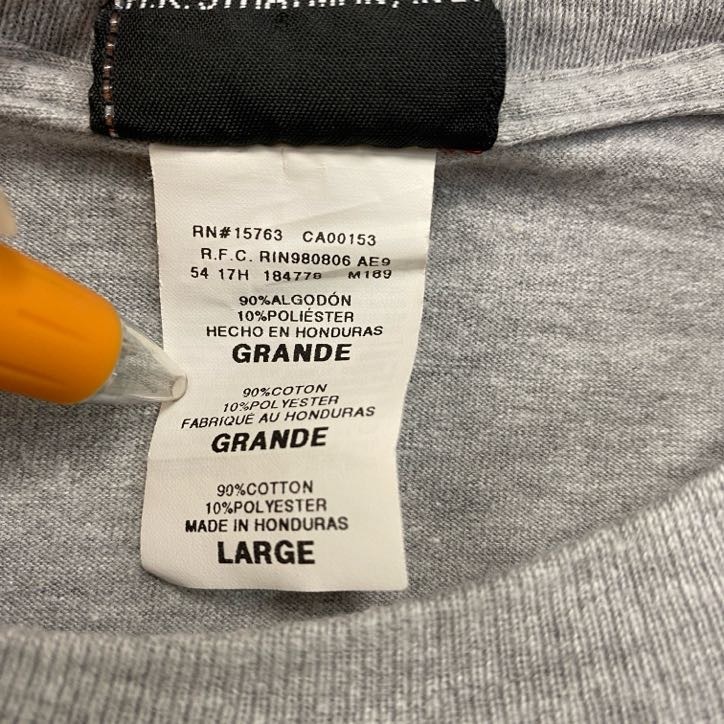 RN#15763 CA00153
R.F.C. RIN980806 AE9
54 17H 184778 M189
90%ALGODÓN
10%POLIÉSTER
HECHO EN HONDURAS
GRANDE
90%COTON
10%POLYESTER
FABRIQUÉ AU HONDURAS
GRANDE
90%COTTON
10%POLYESTER
MADE IN HONDURAS
LARGE